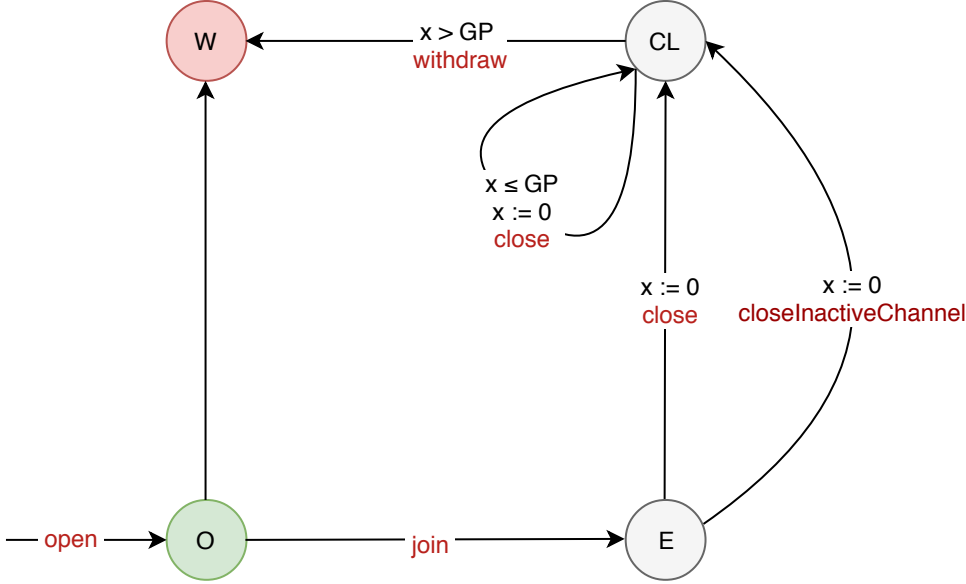 W
x > GP
withdraw
CL
x ≤ GP
x := 0
close
x := 0
close
x := 0
closeInactiveChannel
open
O
join
E